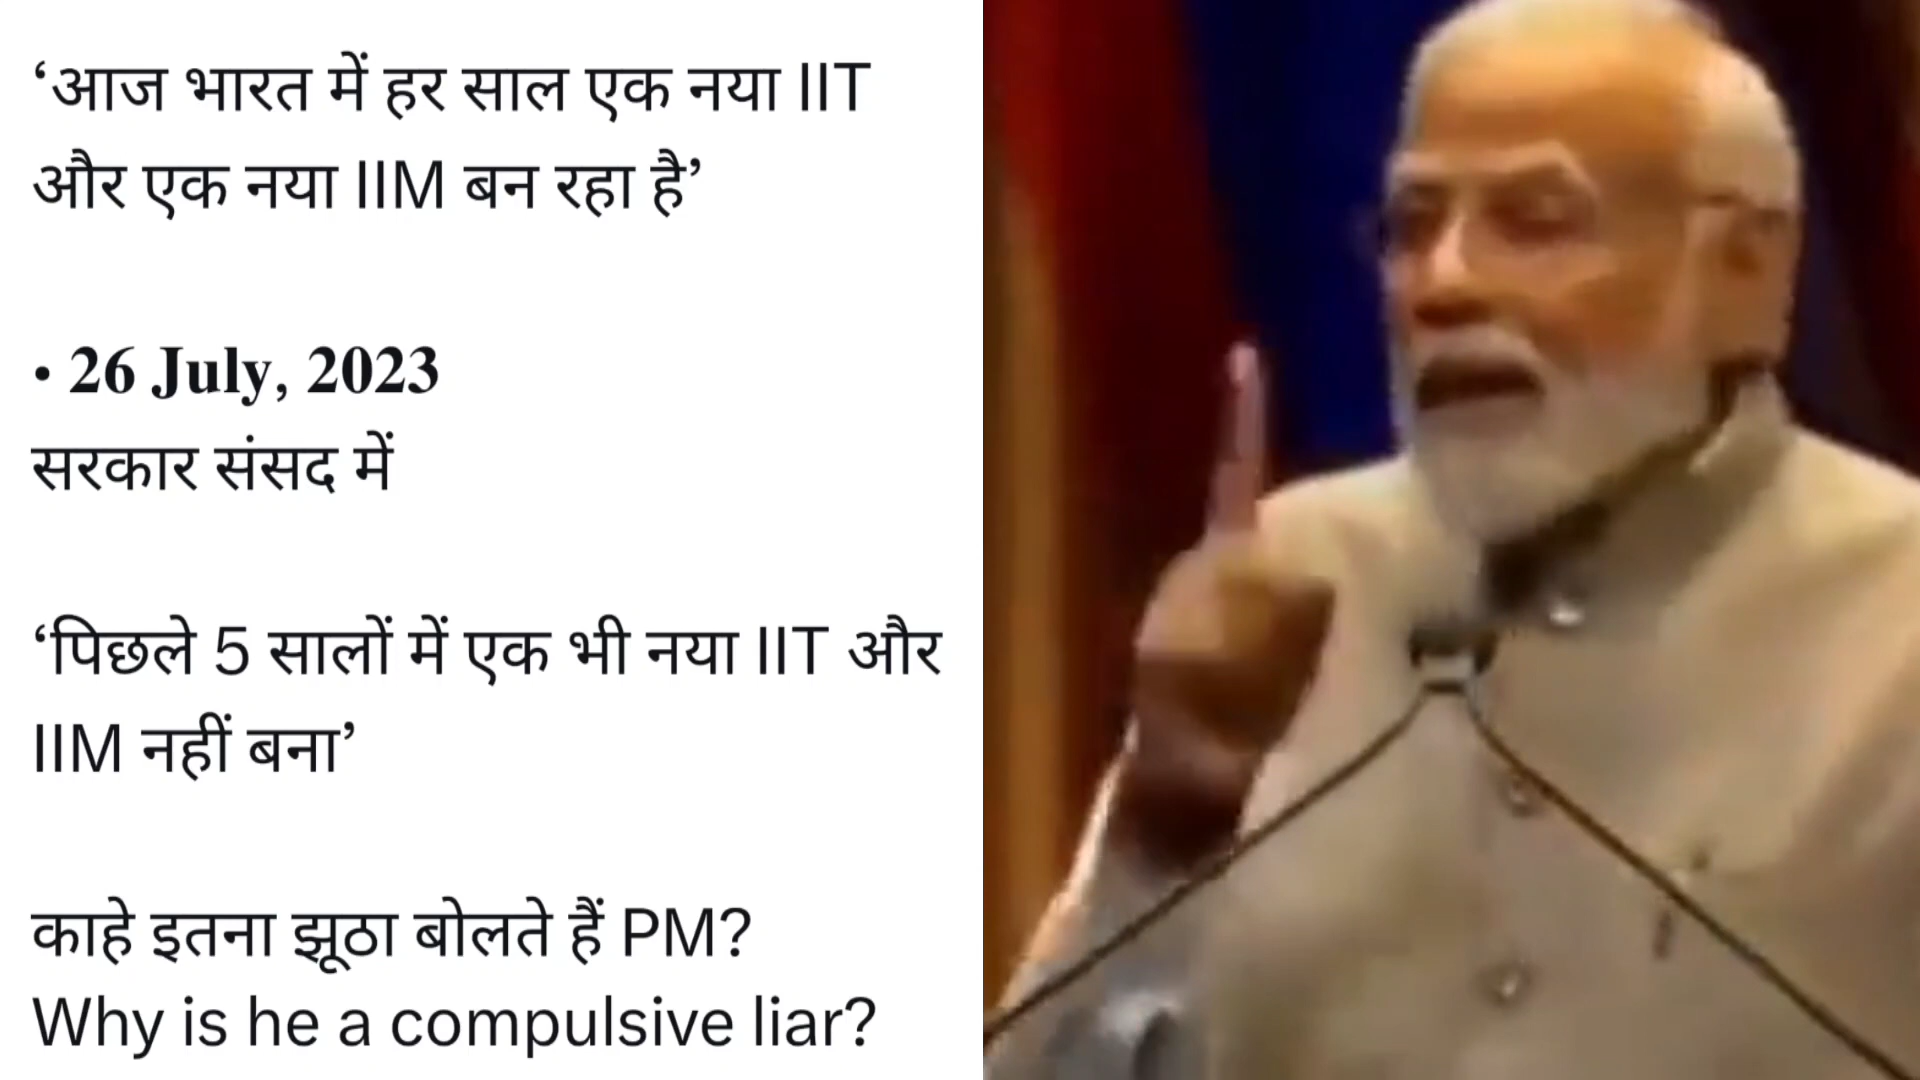 ‘आज भारत में हर साल एक नया IIT
और एक नया IIM बन रहा है’
• 26 July, 2023
सरकार संसद में
‘पिछले 5 सालों में एक भी नया IIT और
IIM नहीं बना’
काहे इतना झूठा बोलते हैं PM?
Why is he a compulsive liar?